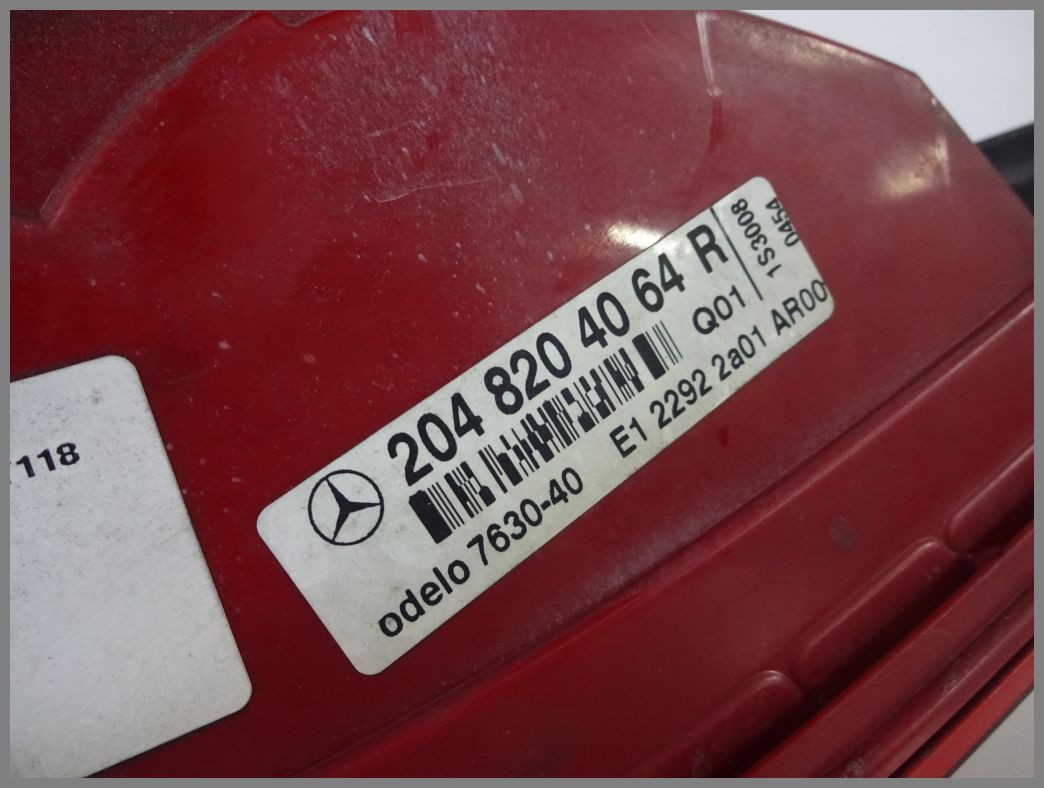 118
204 820 40 64 R
Q01
1S3008
0454
odelo 7630-40 E1 2292 2a01 AR00